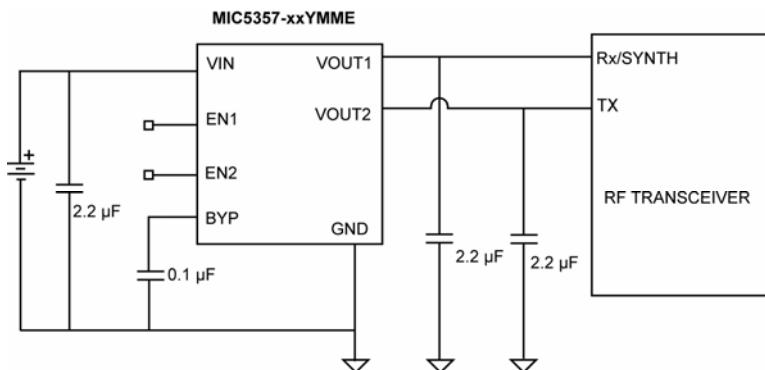 MIC5357-xxYMME
VIN
VOUT1
Rx/SYNTH
EN1
VOUT2
TX
EN2
+
2.2 µF
BYP
GND
RF TRANSCEIVER
0.1 µF
2.2 µF
2.2 µF